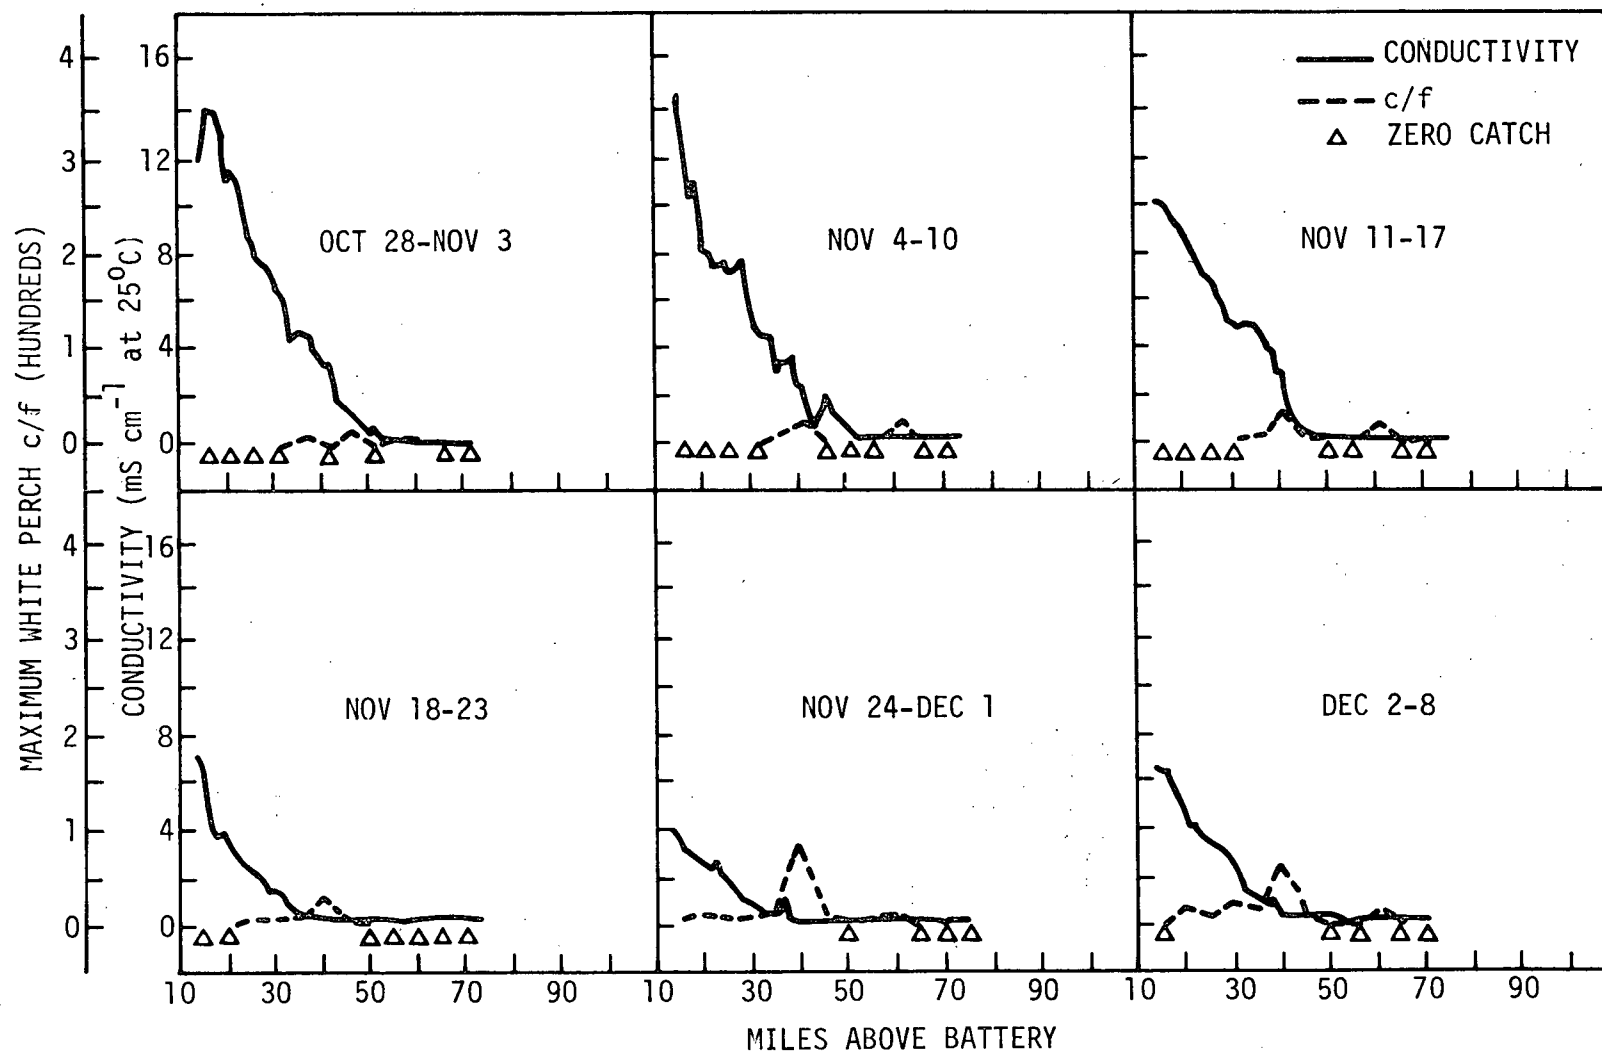 MAXIMUM WHITE PERCH c/f (HUNDREDS)
CONDUCTIVITY (mS cm⁻¹ at 25°C)
4
3
2
1
0
16
12
8
4
0
OCT 28-NOV 3
NOV 4-10
NOV 11-17
CONDUCTIVITY
c/f
ZERO CATCH
4
3
2
1
0
16
12
8
4
0
NOV 18-23
NOV 24-DEC 1
DEC 2-8
10 30 50 70 90
10 30 50 70 90
10 30 50 70 90
MILES ABOVE BATTERY